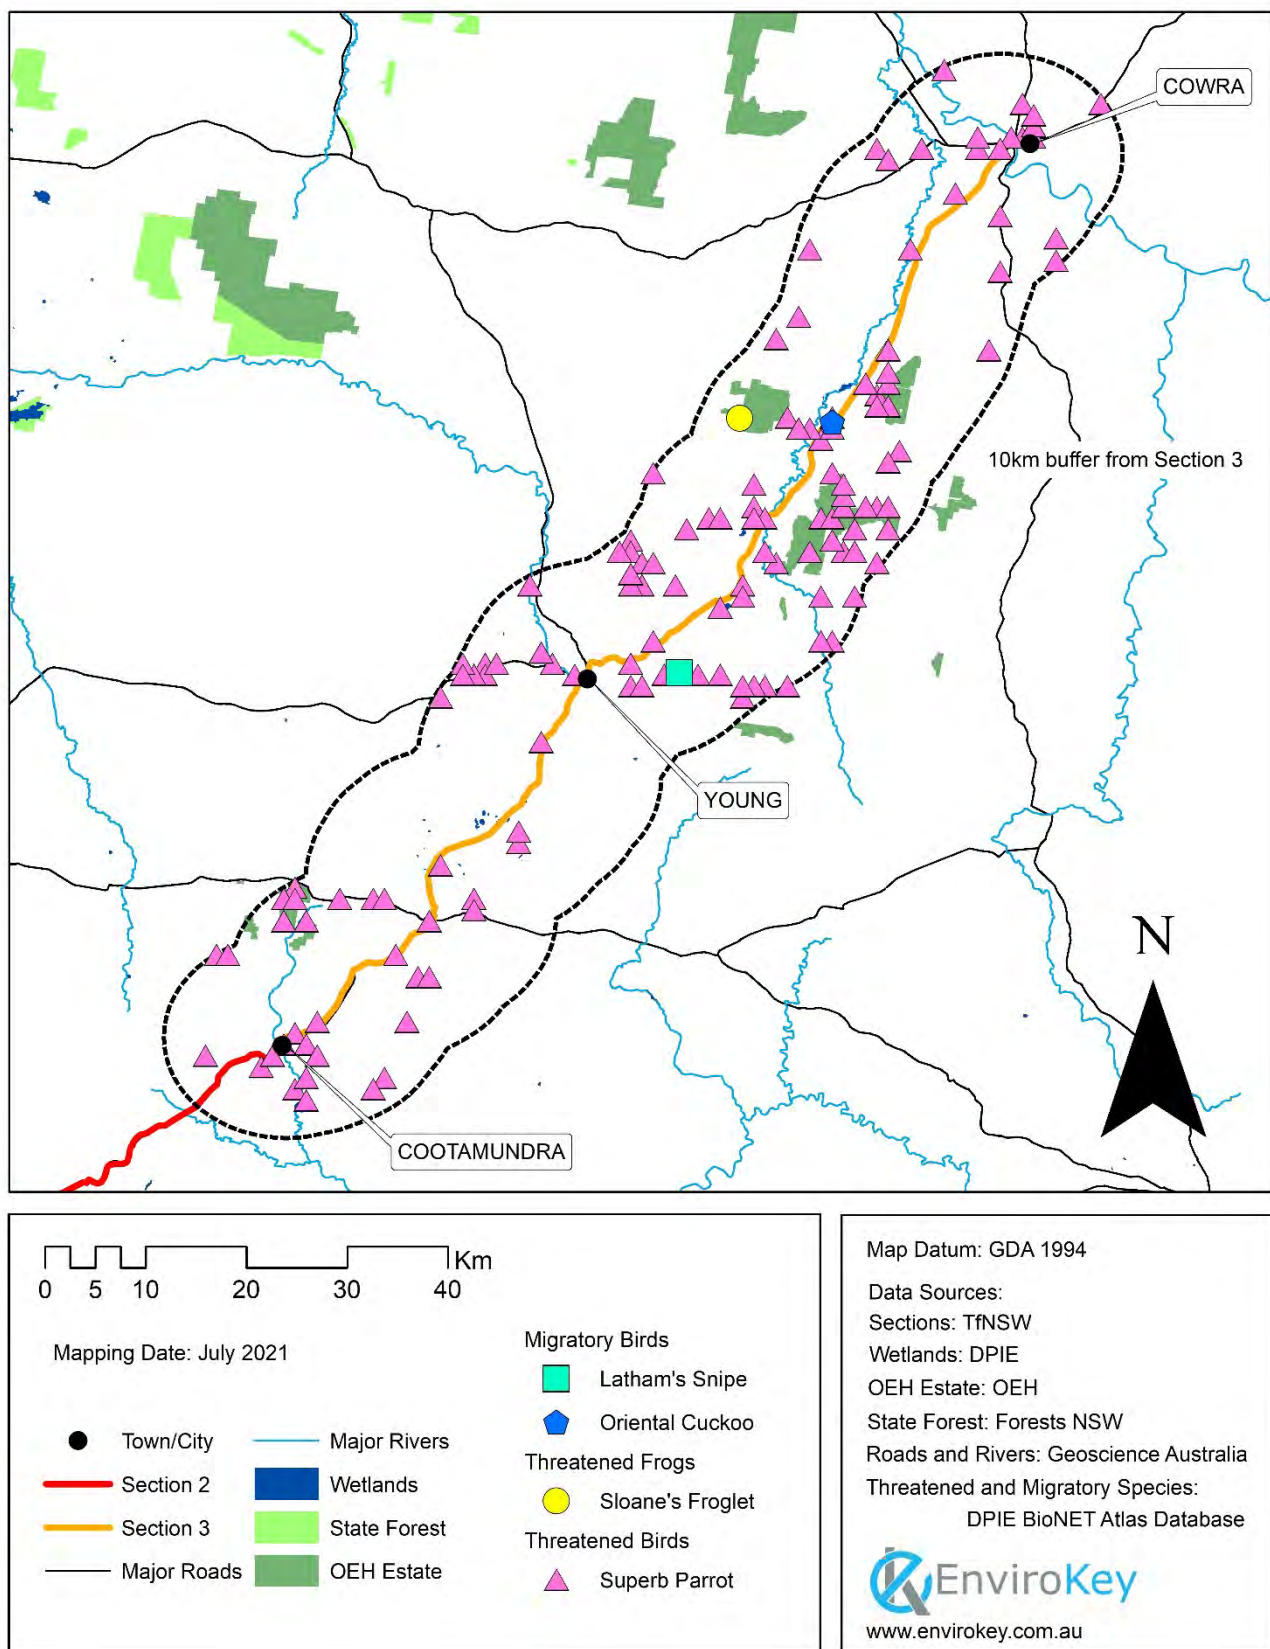 COWRA
10km buffer from Section 3
N
YOUNG
COOTAMUNDRA
Km
0 5 10 20 30 40
Mapping Date: July 2021
Town/City
Section 2
Section 3
Major Roads
Major Rivers
Wetlands
State Forest
OEH Estate
Migratory Birds
Latham's Snipe
Oriental Cuckoo
Threatened Frogs
Sloane's Froglet
Threatened Birds
Superb Parrot
Map Datum: GDA 1994
Data Sources:
Sections: TfNSW
Wetlands: DPIE
OEH Estate: OEH
State Forest: Forests NSW
Roads and Rivers: Geoscience Australia
Threatened and Migratory Species:
DPIE BioNET Atlas Database
EnviroKey
www.envirokey.com.au